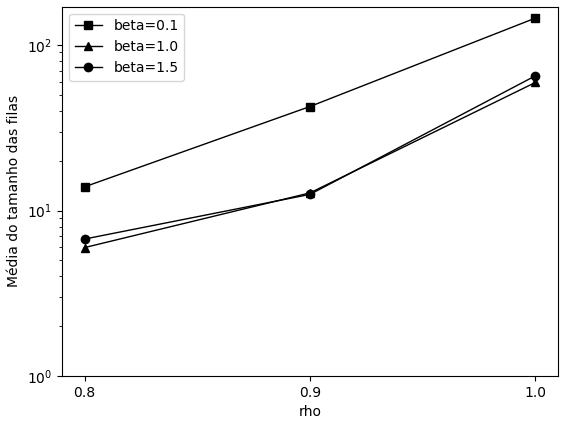 beta=0.1
beta=1.0
beta=1.5
Média do tamanho das filas
10²
10¹
10⁰
0.8 0.9 1.0
rho